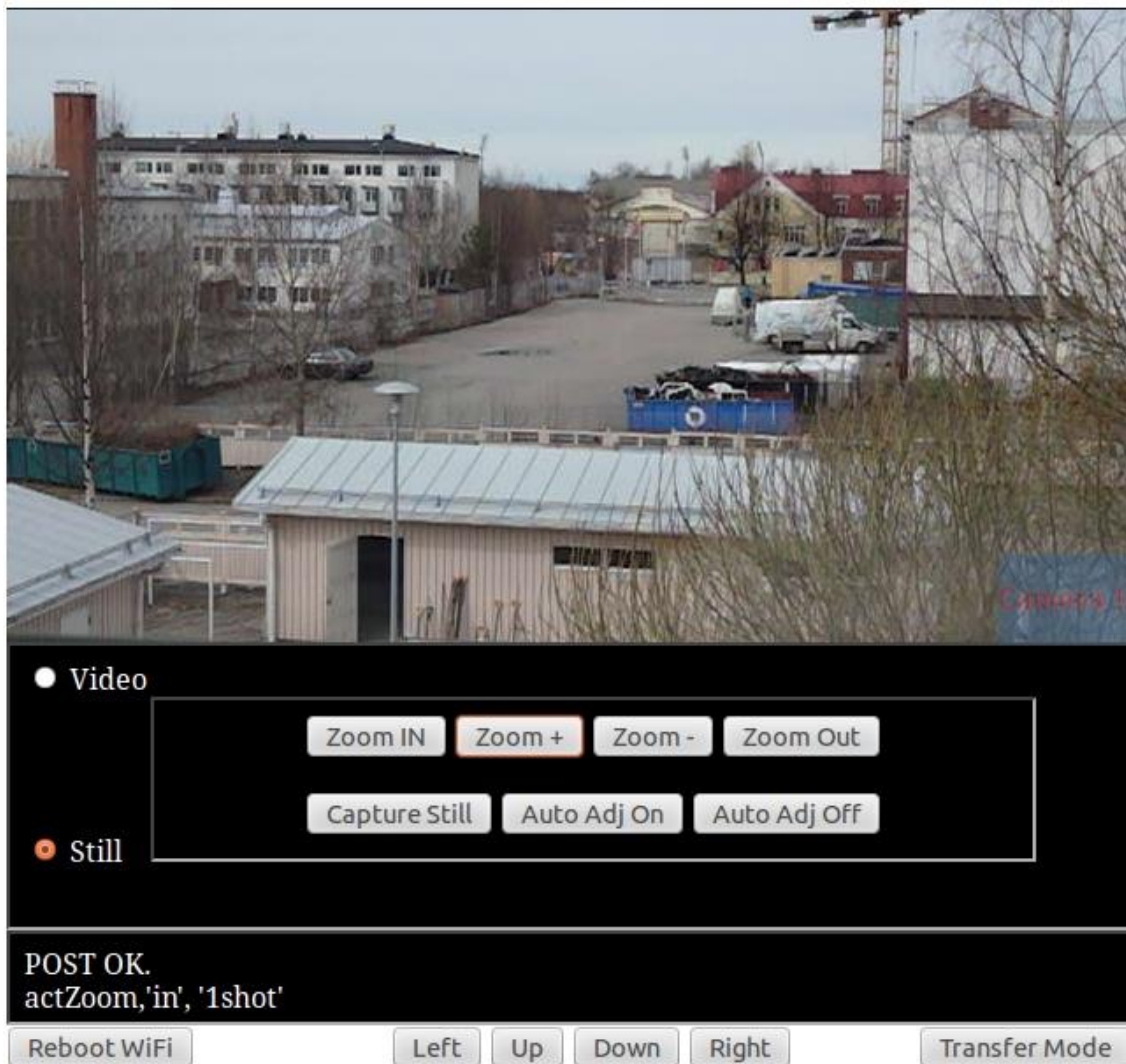 Video
Zoom IN Zoom + Zoom - Zoom Out
Capture Still Auto Adj On Auto Adj Off
Still
POST OK.
actZoom,'in', '1shot'
Reboot WiFi Left Up Down Right Transfer Mode